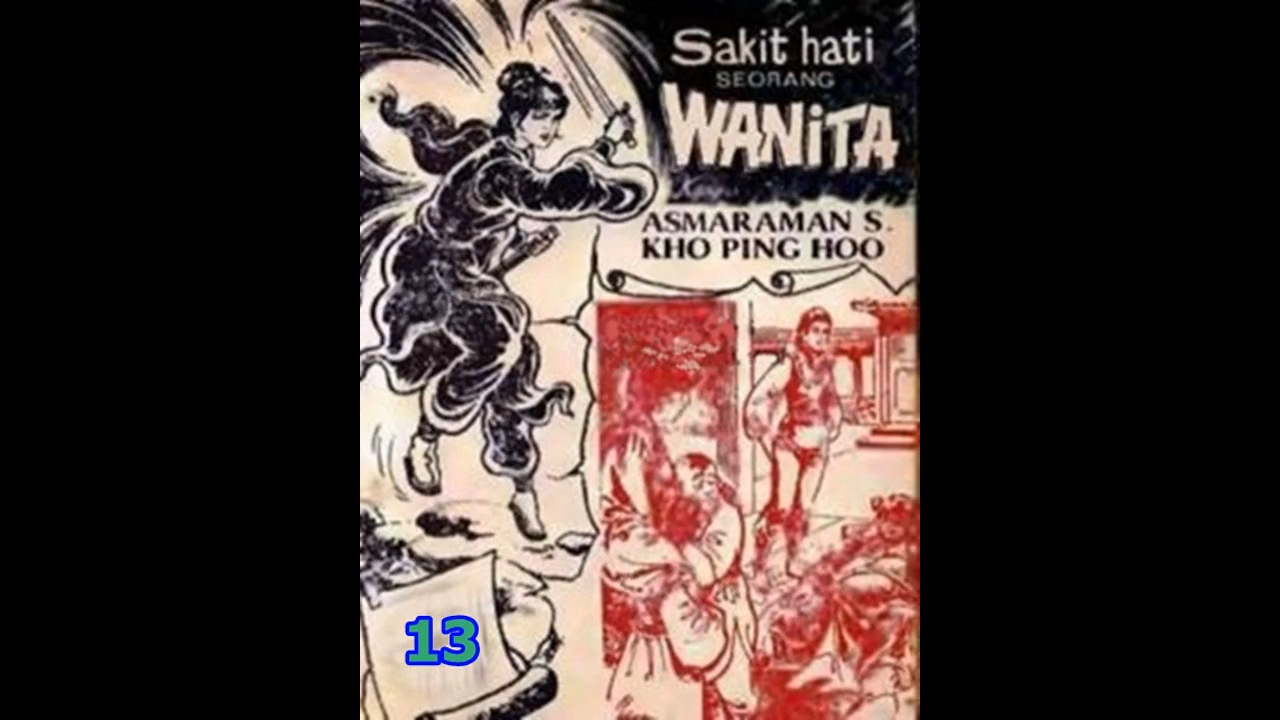 Sakit hati
SEORANG
WANiTA
ASMARAMAN S.
KHO PING HOO
13